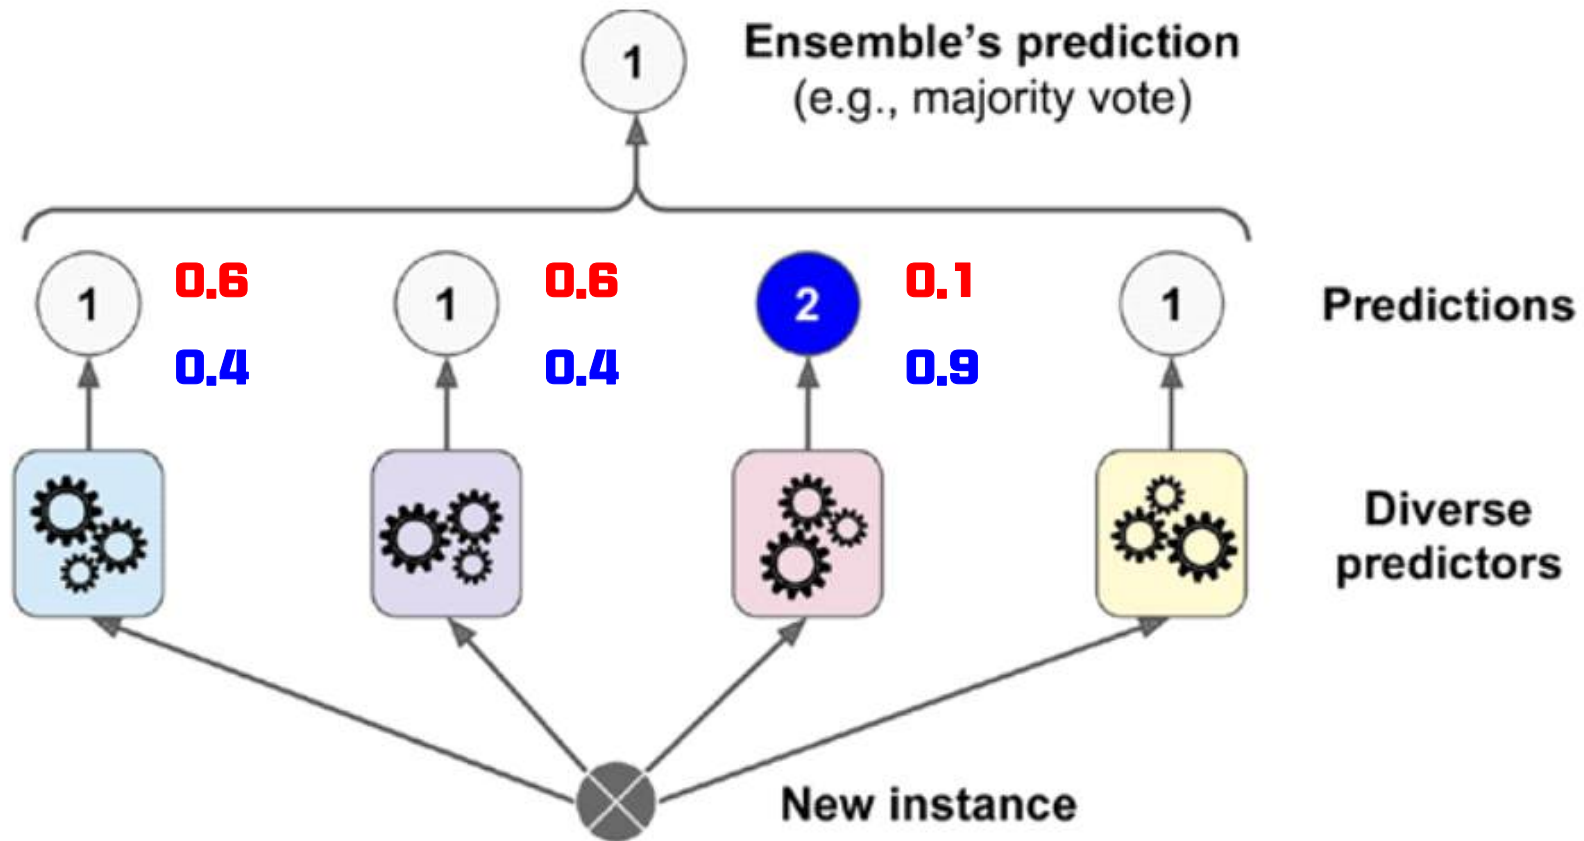 1
Ensemble’s prediction
(e.g., majority vote)
1
0.6
0.4
1
0.6
0.4
2
0.1
0.9
1
Predictions
Diverse
predictors
New instance